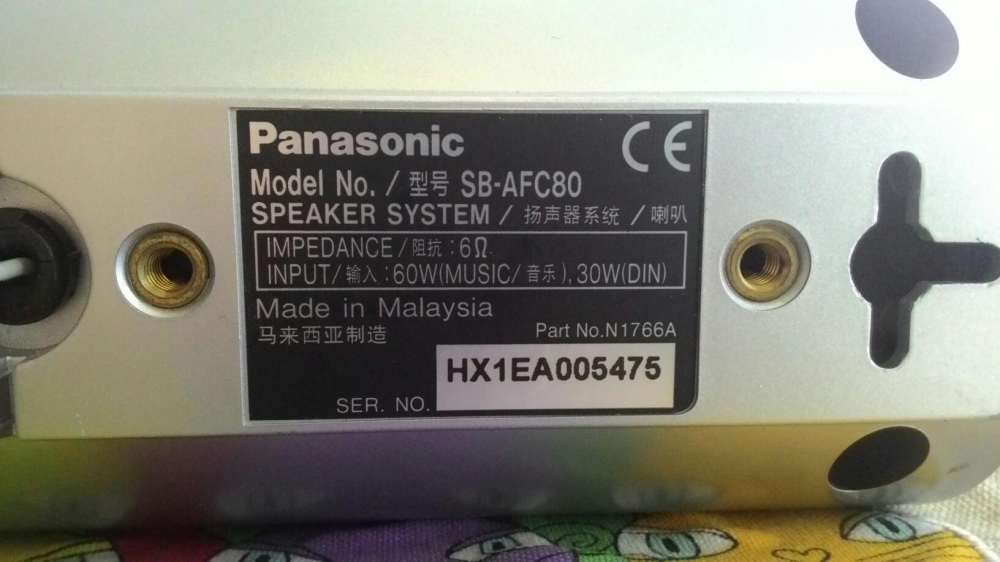 Panasonic CE
Model No. / 型号 SB-AFC80
SPEAKER SYSTEM / 扬声器系统 / 喇叭
IMPEDANCE/阻抗:6Ω
INPUT/输入:60W(MUSIC/音乐),30W(DIN)
Made in Malaysia
马来西亚制造
Part No.N1766A
HX1EA005475
SER. NO.